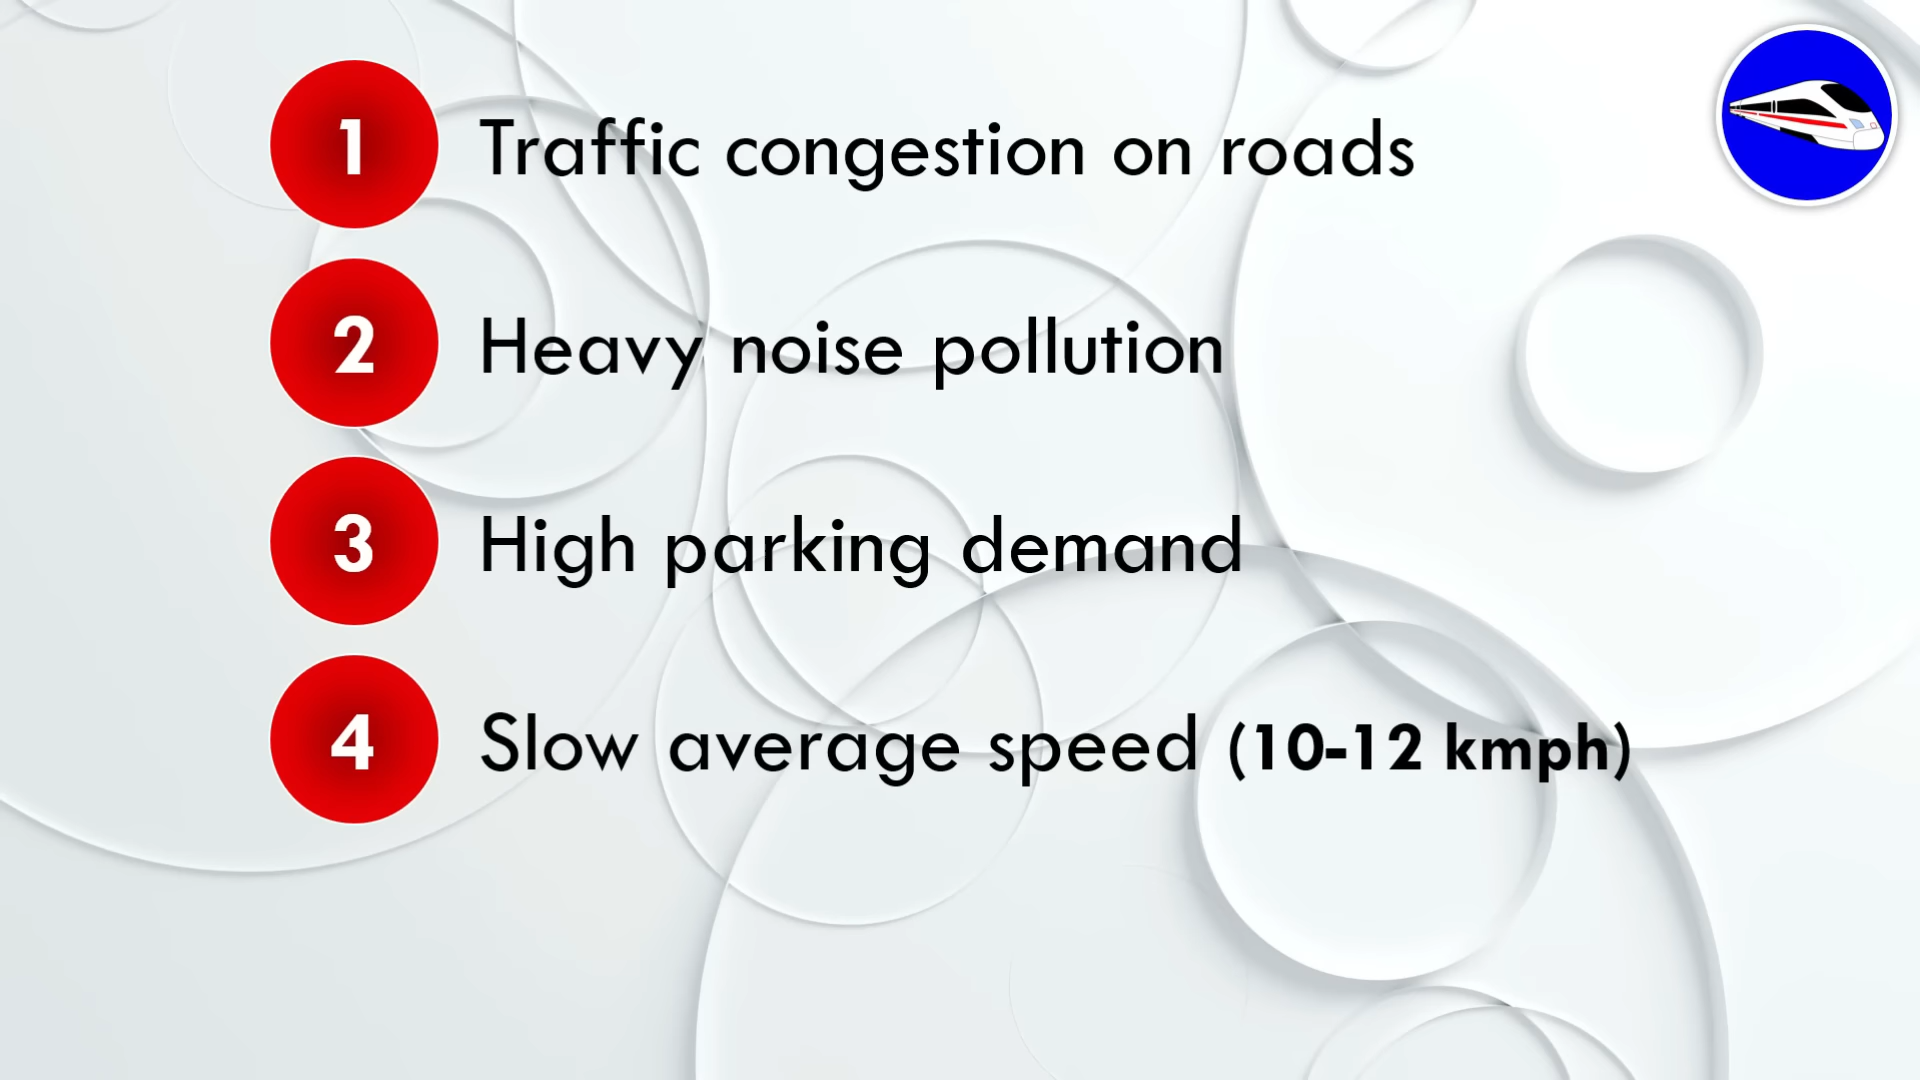 1 Traffic congestion on roads
2 Heavy noise pollution
3 High parking demand
4 Slow average speed (10-12 kmph)